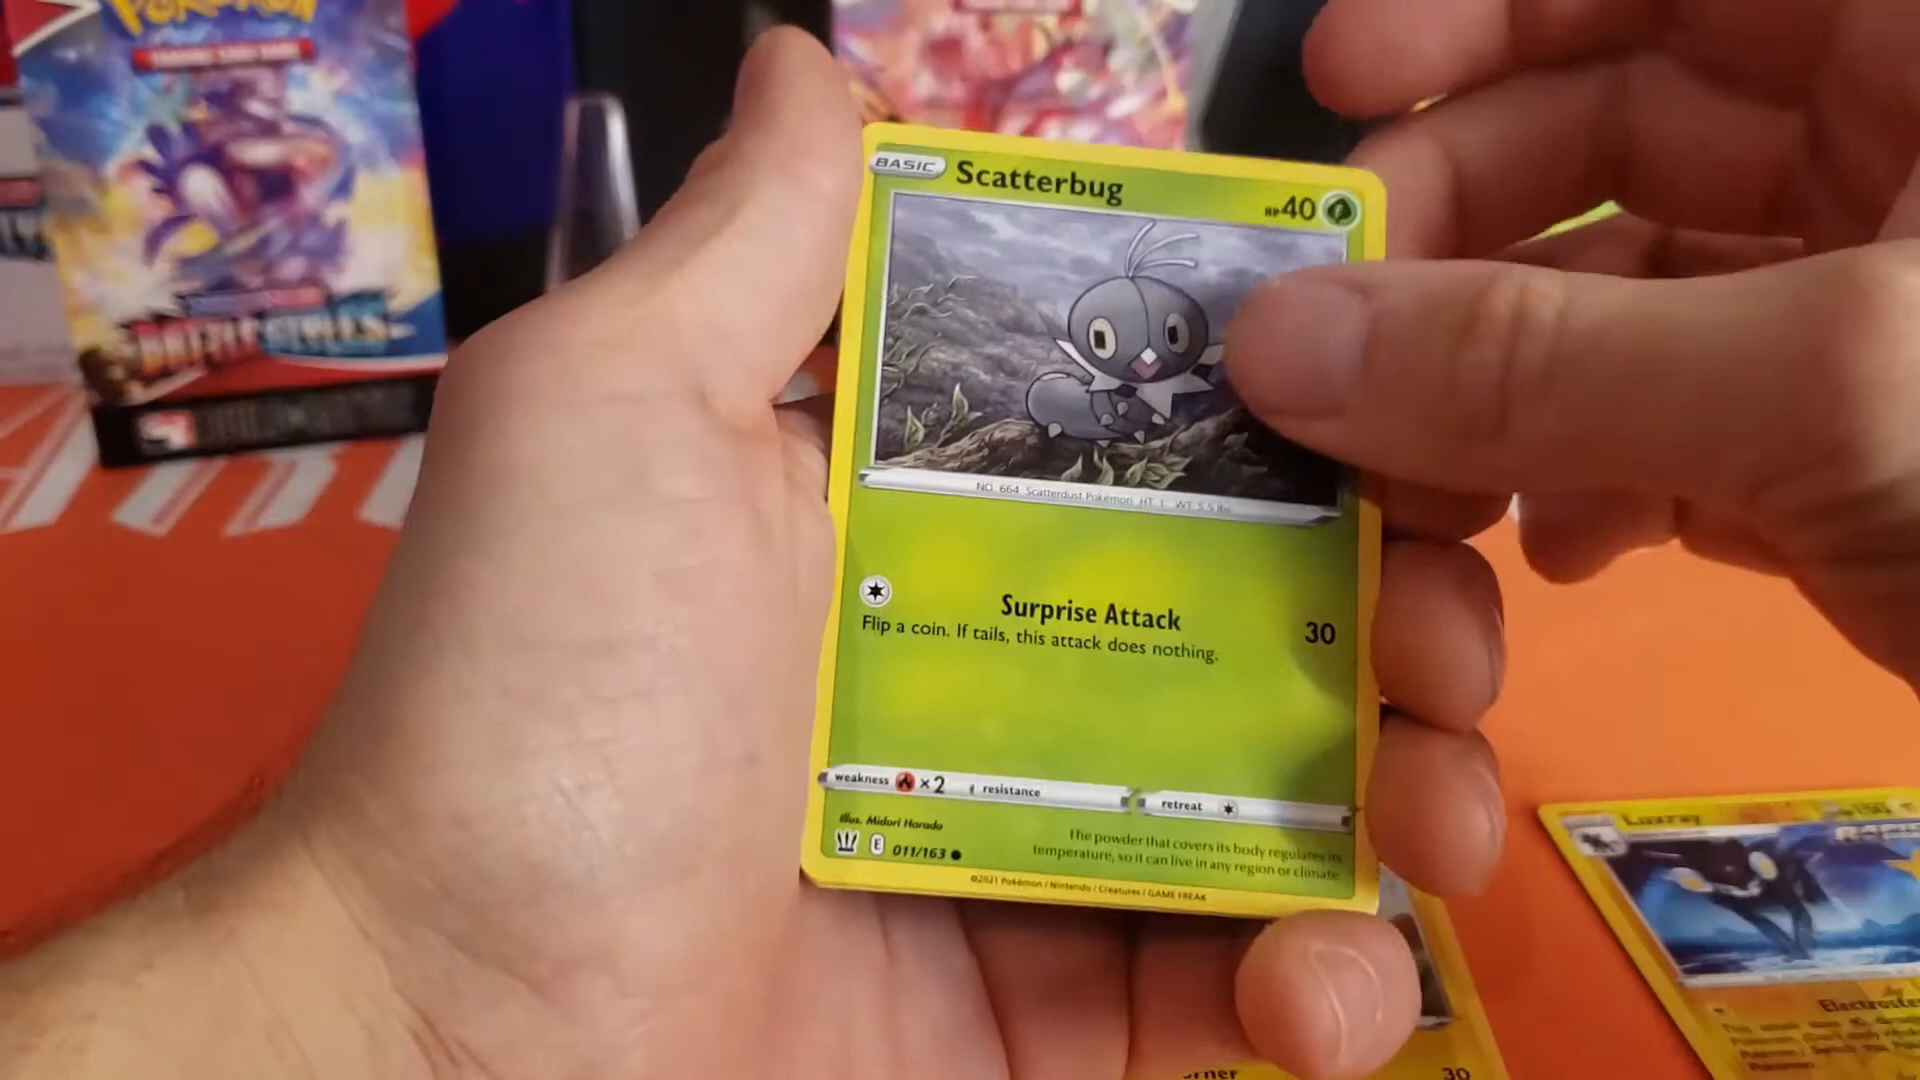 POKÉMON
BATTLE STYLES
BASIC
Scatterbug
HP 40
NO. 664 Scatterdust Pokémon HT. 1 WT. 5.5 lbs.
Surprise Attack
30
Flip a coin. If tails, this attack does nothing.
weakness ×2
resistance
retreat
Illus. Midori Harada
E 011/163
The powder that covers its body regulates its
temperature, so it can live in any region or climate.
©2021 Pokémon / Nintendo / Creatures / GAME FREAK
Luxray
30